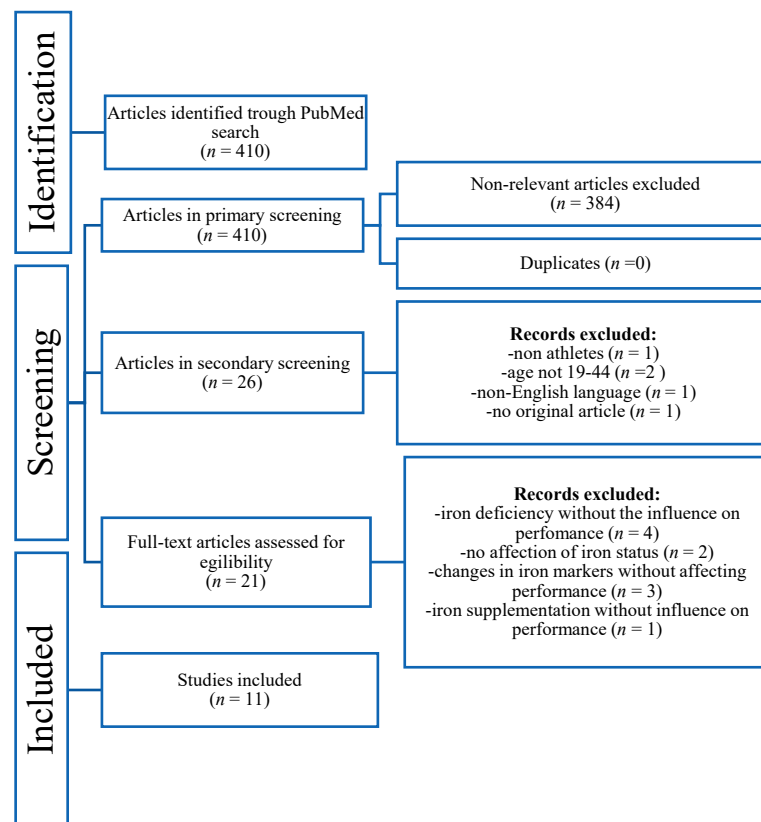 Identification
Articles identified trough PubMed
search
(n = 410)
Articles in primary screening
(n = 410)
Non-relevant articles excluded
(n = 384)
Duplicates (n =0)
Screening
Articles in secondary screening
(n = 26)
Records excluded:
-non athletes (n = 1)
-age not 19-44 (n =2 )
-non-English language (n = 1)
-no original article (n = 1)
Full-text articles assessed for
egilibility
(n = 21)
Records excluded:
-iron deficiency without the influence on
perfomance (n = 4)
-no affection of iron status (n = 2)
-changes in iron markers without affecting
performance (n = 3)
-iron supplementation without influence on
performance (n = 1)
Included
Studies included
(n = 11)